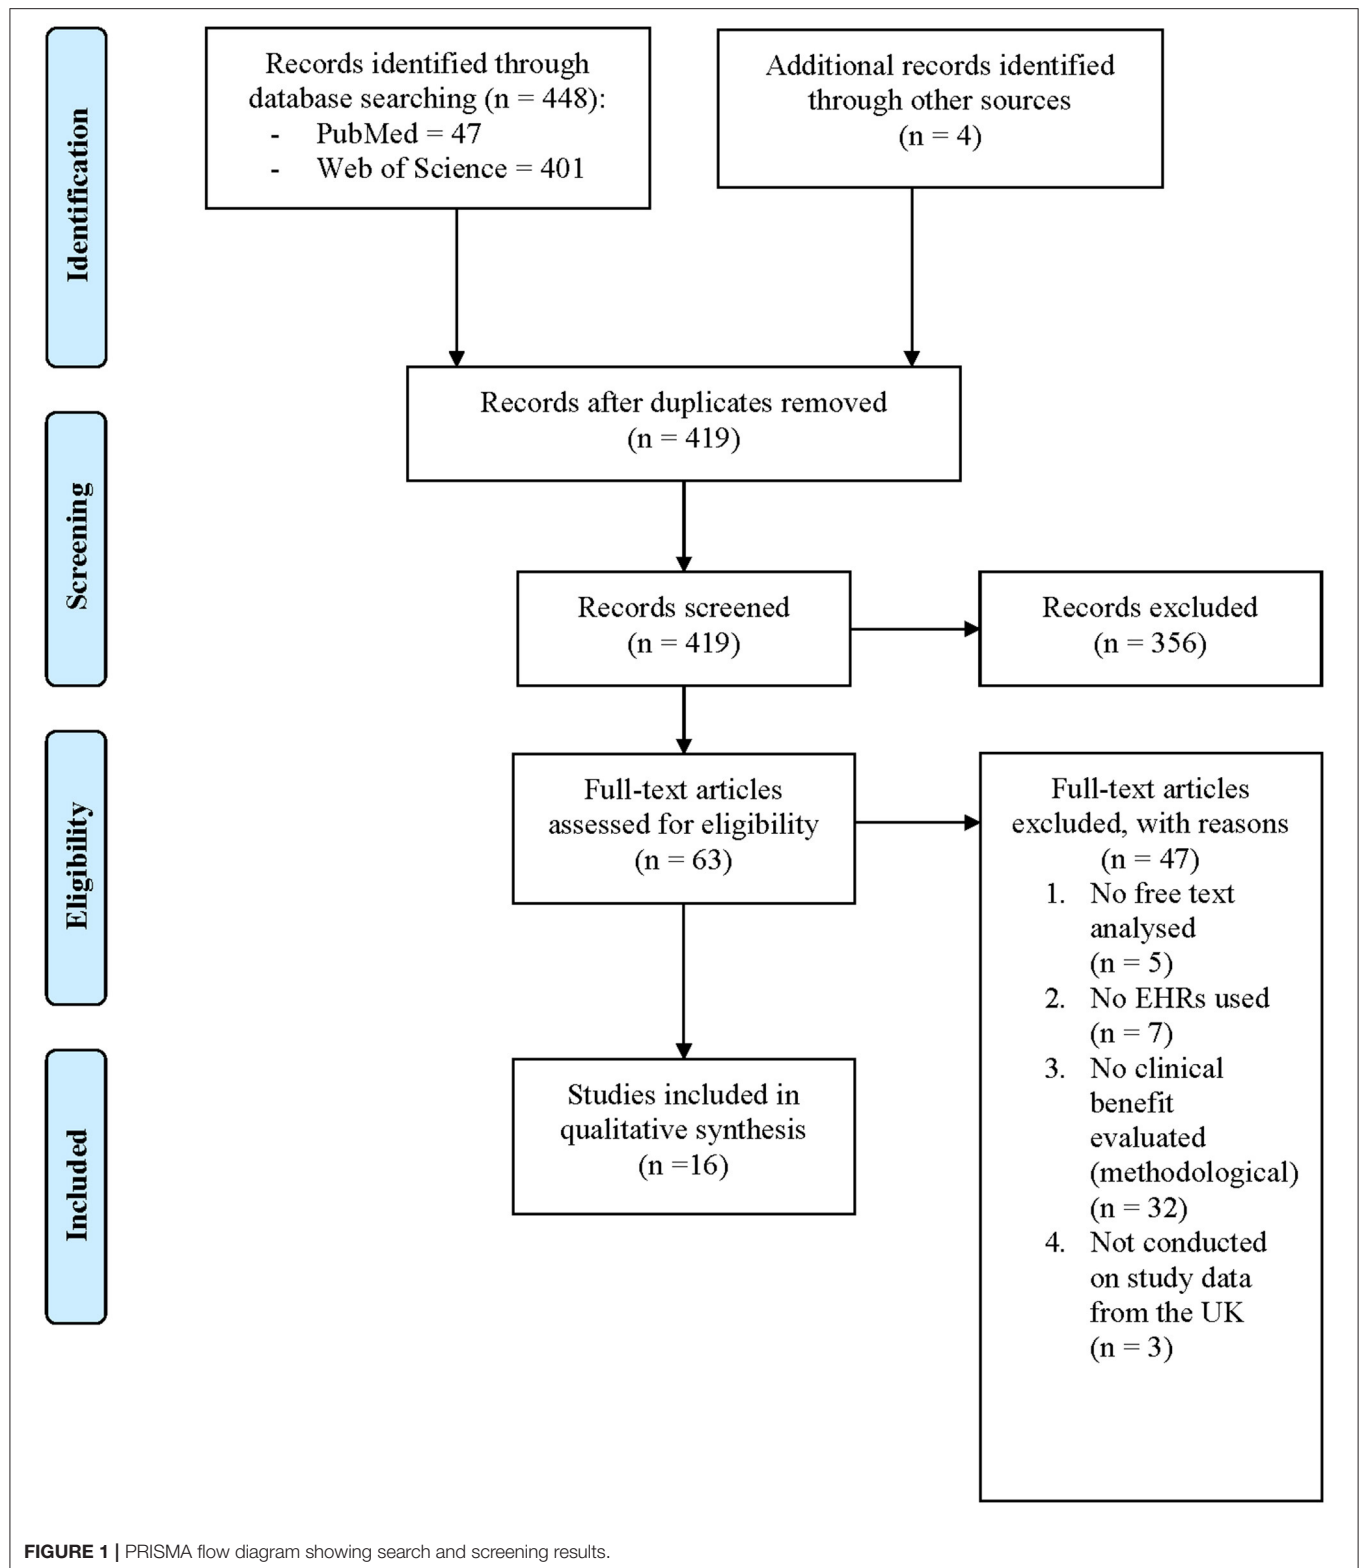 Identification
Records identified through
database searching (n = 448):
- PubMed = 47
- Web of Science = 401
Additional records identified
through other sources
(n = 4)
Records after duplicates removed
(n = 419)
Screening
Records screened
(n = 419)
Records excluded
(n = 356)
Eligibility
Full-text articles
assessed for eligibility
(n = 63)
Full-text articles
excluded, with reasons
(n = 47)
1. No free text
analysed
(n = 5)
2. No EHRs used
(n = 7)
3. No clinical
benefit
evaluated
(methodological)
(n = 32)
4. Not conducted
on study data
from the UK
(n = 3)
Included
Studies included in
qualitative synthesis
(n =16)
FIGURE 1 | PRISMA flow diagram showing search and screening results.